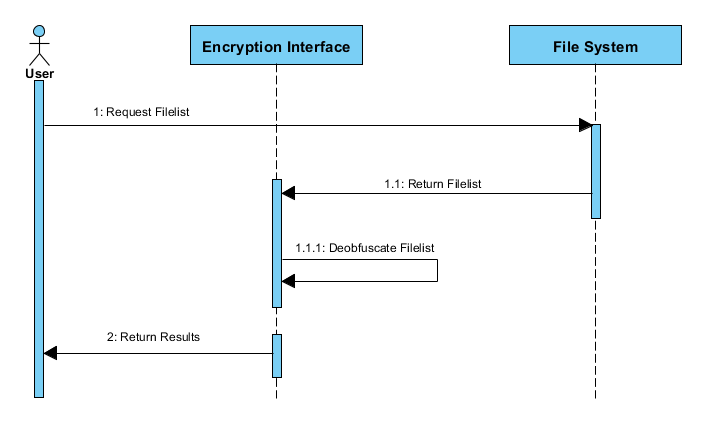 Encryption Interface
File System
User
1: Request Filelist
1.1: Return Filelist
1.1.1: Deobfuscate Filelist
2: Return Results